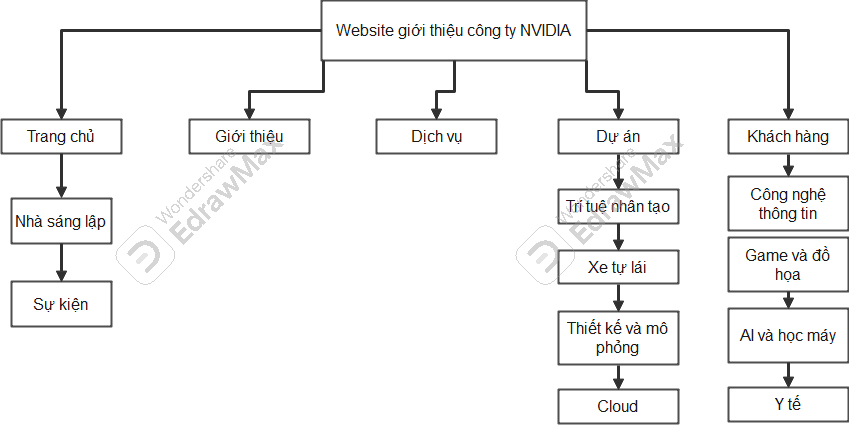 Website giới thiệu công ty NVIDIA
Trang chủ
Giới thiệu
Dịch vụ
Dự án
Khách hàng
Nhà sáng lập
Sự kiện
Trí tuệ nhân tạo
Xe tự lái
Thiết kế và mô
phỏng
Cloud
Công nghệ
thông tin
Game và đồ
họa
AI và học máy
Y tế
Wondershare
EdrawMax
Wondershare
EdrawMax